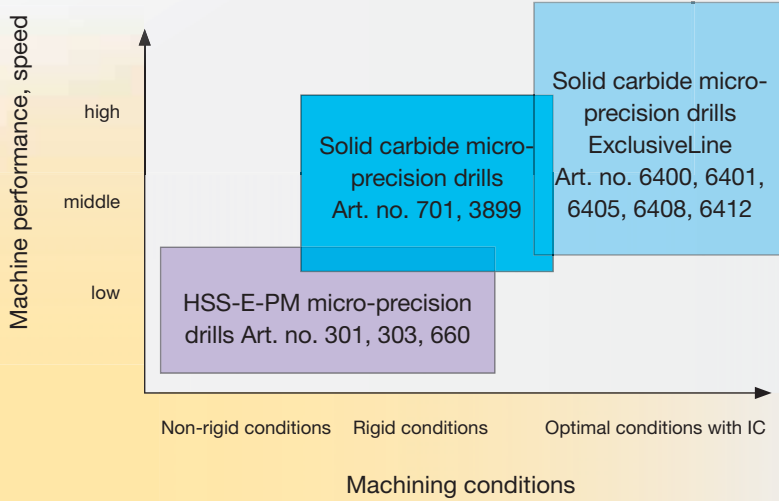 Machine performance, speed
high
middle
low
Solid carbide micro-
precision drills
ExclusiveLine
Art. no. 6400, 6401,
6405, 6408, 6412
Solid carbide micro-
precision drills
Art. no. 701, 3899
HSS-E-PM micro-precision
drills Art. no. 301, 303, 660
Non-rigid conditions
Rigid conditions
Optimal conditions with IC
Machining conditions